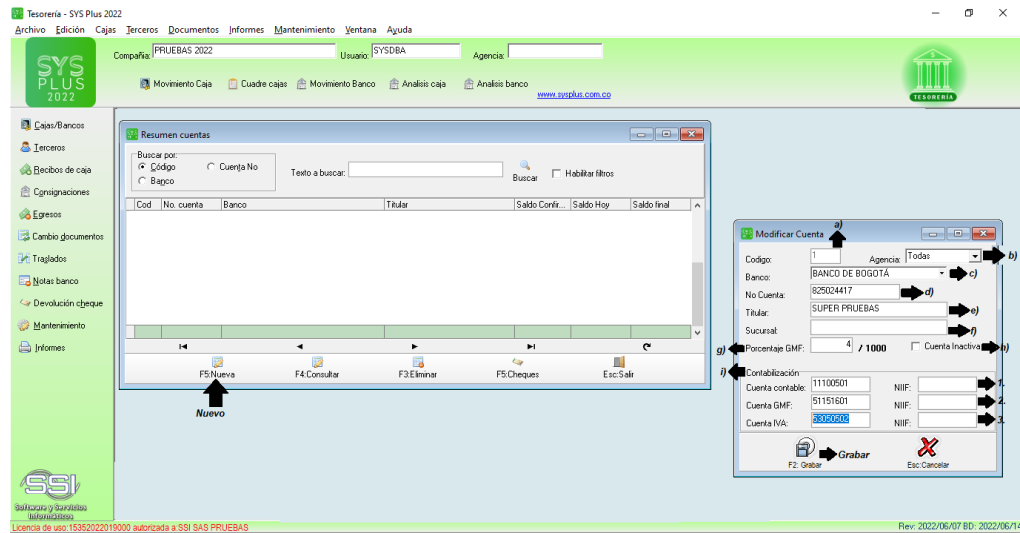 Tesorería - SYS Plus 2022
Archivo Edición Cajas Terceros Documentos Informes Mantenimiento Ventana Ayuda
SYS
PLUS
2022
Compañia: PRUEBAS 2022 Usuario: SYSDBA Agencia:
Movimiento Caja Cuadre cajas Movimiento Banco Analisis caja Analisis banco
www.sysplus.com.co
TESORERÍA
Cajas/Bancos
Terceros
Recibos de caja
Consignaciones
Egresos
Cambio documentos
Traslados
Notas banco
Devolución cheque
Mantenimiento
Informes
SSI
Software y Servicios
Informáticos
Resumen cuentas
Buscar por:
Código Cuenta No
Banco
Texto a buscar:
Buscar
Habilitar filtros
Cod No. cuenta Banco Titular Saldo Confir... Saldo Hoy Saldo final
F5:Nueva F4:Consultar F3:Eliminar F5:Cheques Esc:Salir
Nuevo
Modificar Cuenta a)
Codigo: 1 Agencia: Todas b)
Banco: BANCO DE BOGOTÁ c)
No Cuenta: 825024417 d)
Titular: SUPER PRUEBAS e)
Sucursal: f)
g) Porcentaje GMF: 4 / 1000 Cuenta Inactiva h)
i) Contabilización
Cuenta contable: 11100501 NIIF: 1.
Cuenta GMF: 51151601 NIIF: 2.
Cuenta IVA: 53050502 NIIF: 3.
F2: Grabar Grabar Esc:Cancelar
Licencia de uso:15352022019000 autorizada a:SSI SAS PRUEBAS
Rev: 2022/06/07 BD: 2022/06/14